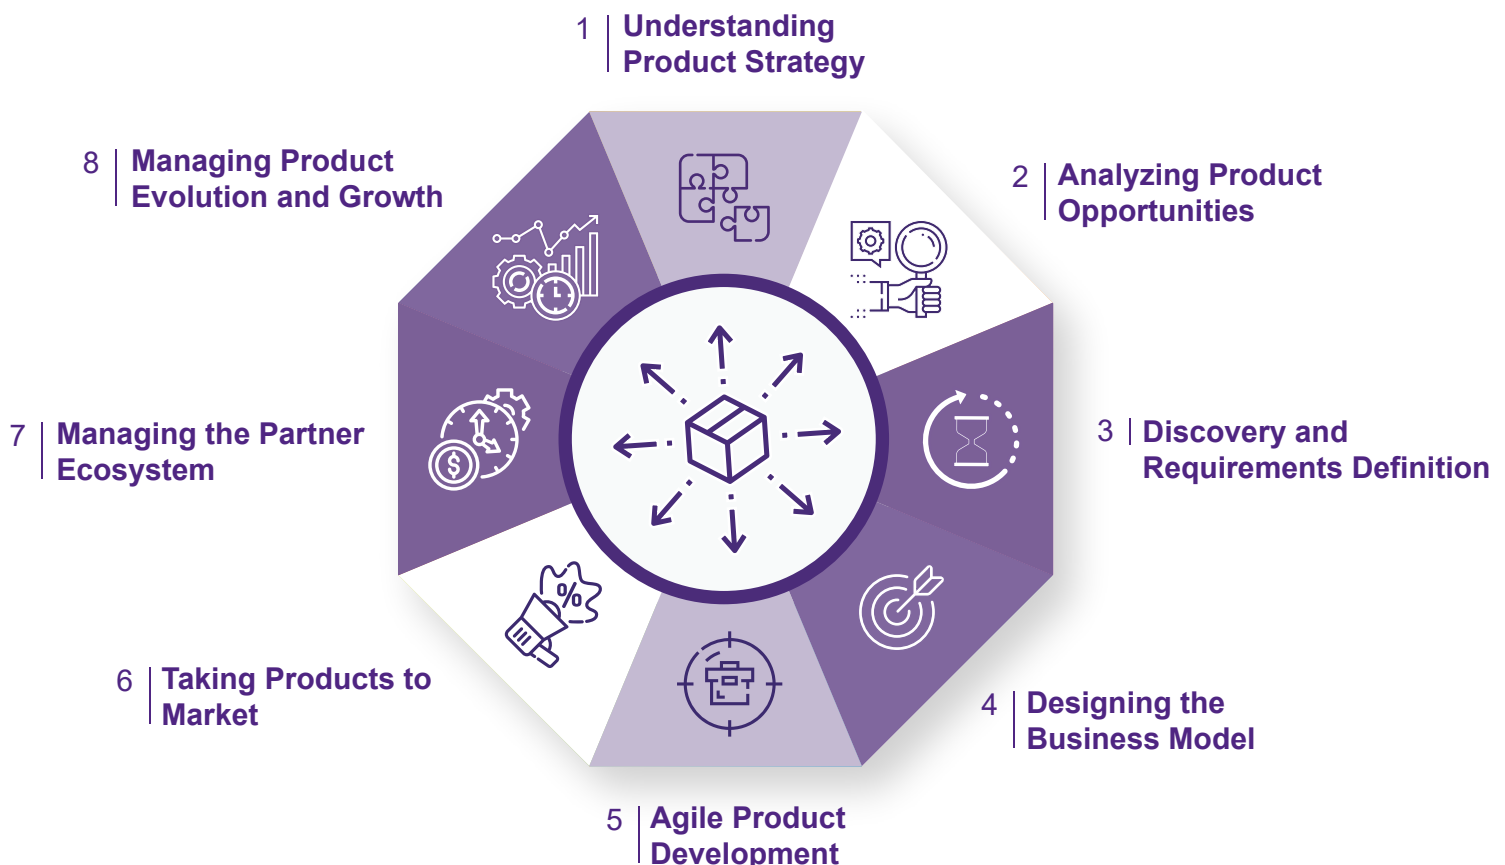 1
Understanding
Product Strategy
2
Analyzing Product
Opportunities
3
Discovery and
Requirements Definition
4
Designing the
Business Model
5
Agile Product
Development
6
Taking Products to
Market
7
Managing the Partner
Ecosystem
8
Managing Product
Evolution and Growth
%
$